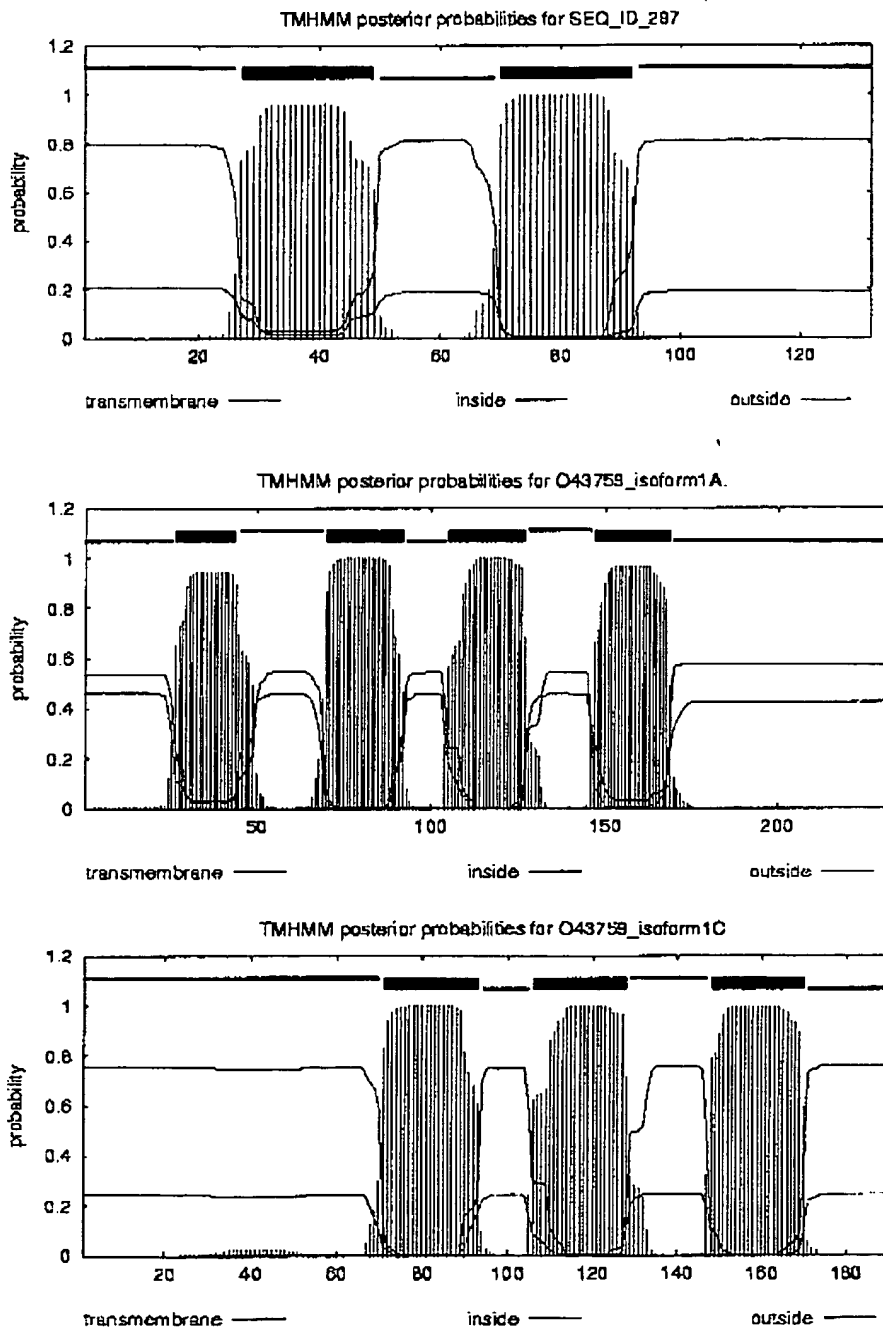 TMHMM posterior probabilities for SEQ_ID_297
1.2
1
0.8
0.6
0.4
0.2
0
probability
20 40 60 80 100 120
transmembrane inside outside
TMHMM posterior probabilities for O43759_isoform1A.
1.2
1
0.8
0.6
0.4
0.2
0
probability
50 100 150 200
transmembrane inside outside
TMHMM posterior probabilities for O43759_isoform1C
1.2
1
0.8
0.6
0.4
0.2
0
probability
20 40 60 80 100 120 140 160 180
transmembrane inside outside